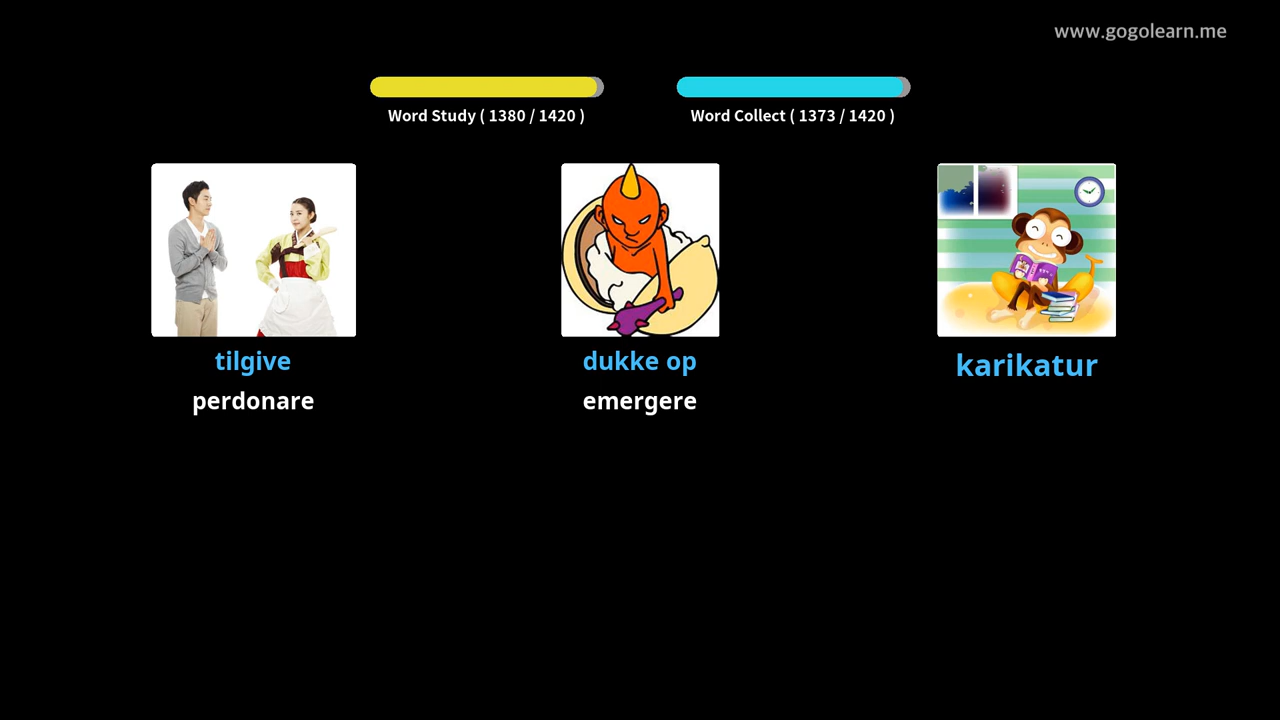 www.gogolearn.me
Word Study ( 1380 / 1420 )
Word Collect ( 1373 / 1420 )
tilgive
perdonare
dukke op
emergere
karikatur